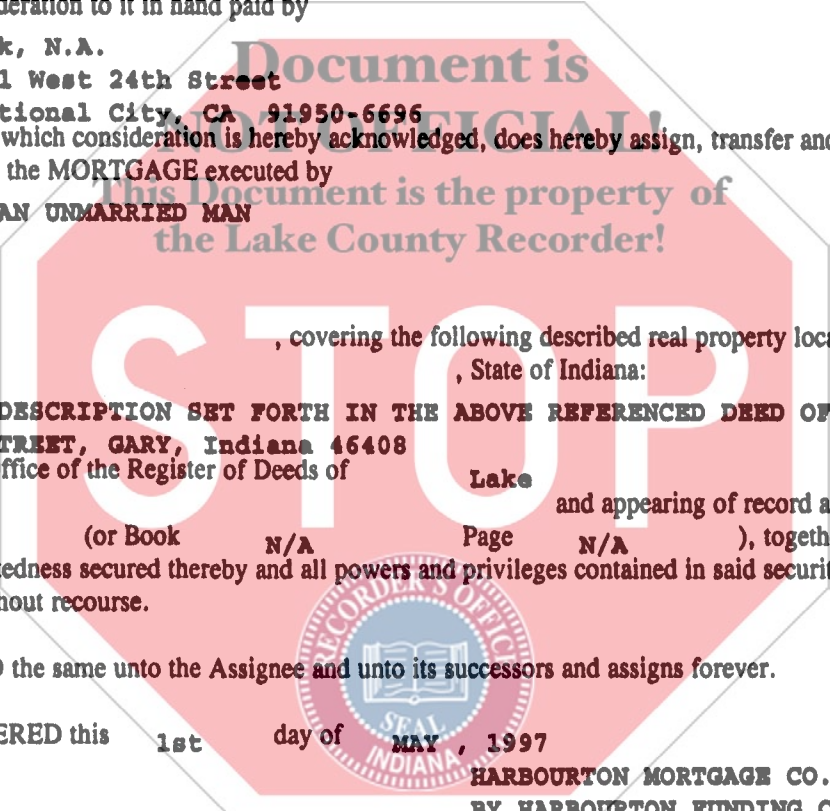 deration to it in hand paid by
k, N.A.
1 West 24th Street
tional City, CA 91950-6696
which consideration is hereby acknowledged, does hereby assign, transfer and
the MORTGAGE executed by
AN UNMARRIED MAN
Document is
NOT OFFICIAL!
This Document is the property of
the Lake County Recorder!
STOP
, covering the following described real property loca
, State of Indiana:
DESCRIPTION SET FORTH IN THE ABOVE REFERENCED DEED OF
TREET, GARY, Indiana 46408
ffice of the Register of Deeds of Lake
and appearing of record a
(or Book N/A Page N/A ), togeth
tedness secured thereby and all powers and privileges contained in said securit
hout recourse.
the same unto the Assignee and unto its successors and assigns forever.
ERED this 1st day of MAY , 1997
HARBOURTON MORTGAGE CO.
BY HARBOURTON FUNDING C
RECORDER'S OFFICE
SEAL
INDIANA